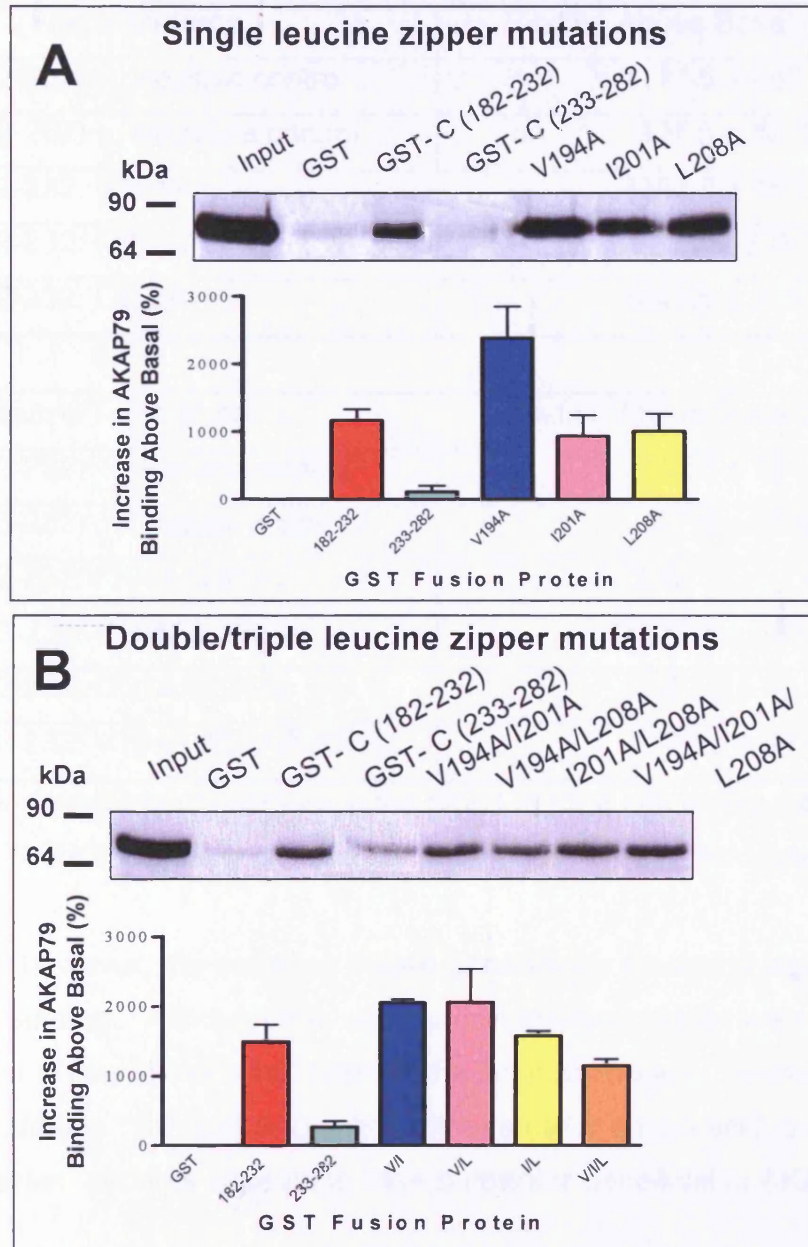 A
Single leucine zipper mutations
kDa
Input
GST
GST- C (182-232)
GST- C (233-282)
V194A
I201A
L208A
90
64
Increase in AKAP79
Binding Above Basal (%)
3000
2000
1000
0
GST
182-232
233-282
V194A
I201A
L208A
GST Fusion Protein
B
Double/triple leucine zipper mutations
kDa
Input
GST
GST- C (182-232)
GST- C (233-282)
V194A/I201A
V194A/L208A
I201A/L208A
V194A/I201A/
L208A
90
64
Increase in AKAP79
Binding Above Basal (%)
3000
2000
1000
0
GST
182-232
233-282
V/I
V/L
I/L
V/I/L
GST Fusion Protein